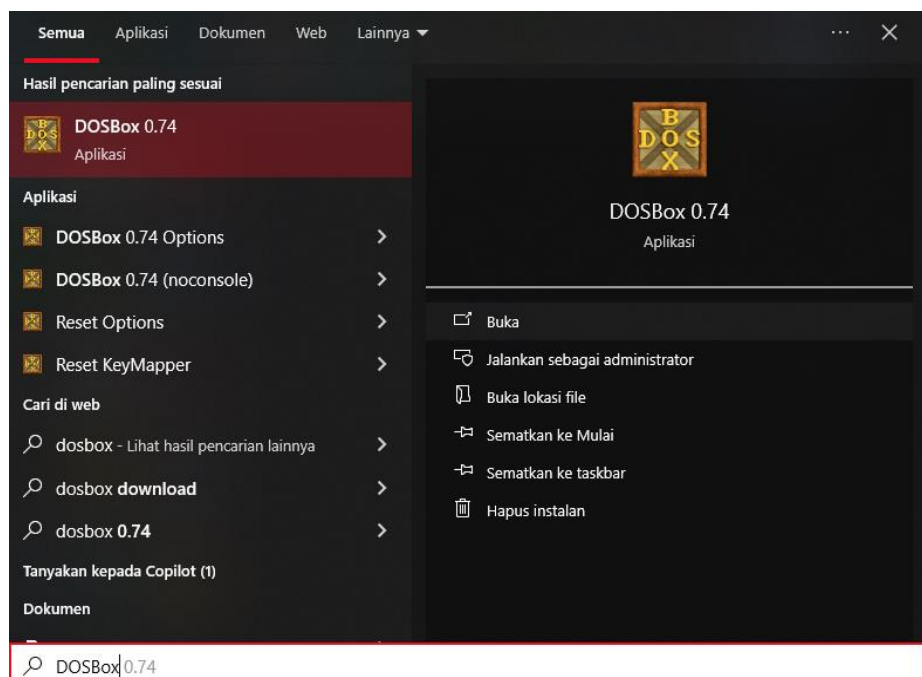 Semua Aplikasi Dokumen Web Lainnya
Hasil pencarian paling sesuai
DOSBox 0.74
Aplikasi
Aplikasi
DOSBox 0.74 Options
DOSBox 0.74 (noconsole)
Reset Options
Reset KeyMapper
Cari di web
dosbox - Lihat hasil pencarian lainnya
dosbox download
dosbox 0.74
Tanyakan kepada Copilot (1)
Dokumen
DOSBox 0.74
Aplikasi
Buka
Jalankan sebagai administrator
Buka lokasi file
Sematkan ke Mulai
Sematkan ke taskbar
Hapus instalan
DOSBox 0.74